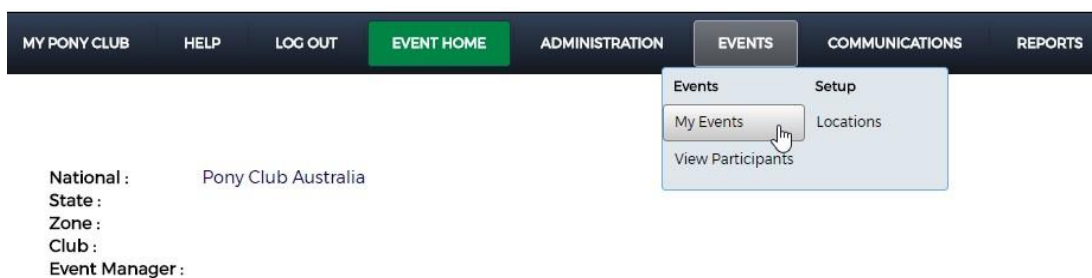 MY PONY CLUB HELP LOG OUT EVENT HOME ADMINISTRATION EVENTS COMMUNICATIONS REPORTS
Events Setup
My Events Locations
View Participants
National : Pony Club Australia
State :
Zone :
Club :
Event Manager :